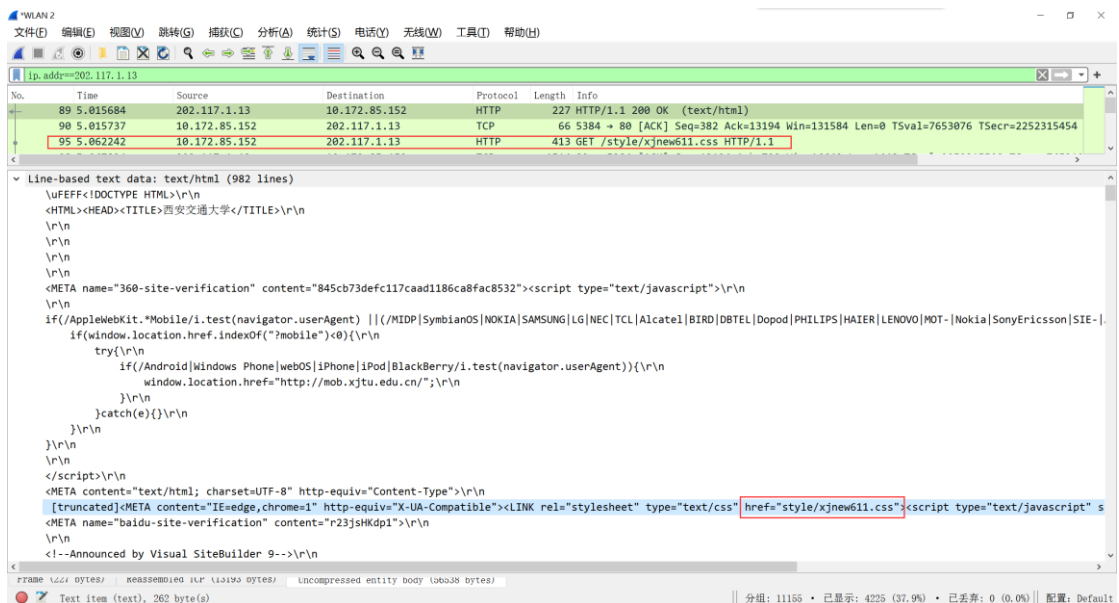 *WLAN 2
文件(F) 编辑(E) 视图(V) 跳转(G) 捕获(C) 分析(A) 统计(S) 电话(Y) 无线(W) 工具(T) 帮助(H)
ip.addr==202.117.1.13
No. Time Source Destination Protocol Length Info
89 5.015684 202.117.1.13 10.172.85.152 HTTP 227 HTTP/1.1 200 OK (text/html)
90 5.015737 10.172.85.152 202.117.1.13 TCP 66 5384 → 80 [ACK] Seq=382 Ack=13194 Win=131584 Len=0 TSval=7653076 TSecr=2252315454
95 5.062242 10.172.85.152 202.117.1.13 HTTP 413 GET /style/xjnew611.css HTTP/1.1
Line-based text data: text/html (982 lines)
\uFEFF<!DOCTYPE HTML>\r\n
<HTML><HEAD><TITLE>西安交通大学</TITLE>\r\n
\r\n
\r\n
\r\n
\r\n
<META name="360-site-verification" content="845cb73defc117caad1186ca8fac8532"><script type="text/javascript">\r\n
\r\n
if(/AppleWebKit.*Mobile/i.test(navigator.userAgent) ||(/MIDP|SymbianOS|NOKIA|SAMSUNG|LG|NEC|TCL|Alcatel|BIRD|DBTEL|Dopod|PHILIPS|HAIER|LENOVO|MOT-|Nokia|SonyEricsson|SIE-|
if(window.location.href.indexOf("?mobile")<0){\r\n
try{\r\n
if(/Android|Windows Phone|webOS|iPhone|iPod|BlackBerry/i.test(navigator.userAgent)){\r\n
window.location.href="http://mob.xjtu.edu.cn/";\r\n
}\r\n
}catch(e){}\r\n
}\r\n
}\r\n
\r\n
</script>\r\n
<META content="text/html; charset=UTF-8" http-equiv="Content-Type">\r\n
[truncated]<META content="IE=edge,chrome=1" http-equiv="X-UA-Compatible"><LINK rel="stylesheet" type="text/css" href="style/xjnew611.css"><script type="text/javascript" s
<META name="baidu-site-verification" content="r23jsHKdp1">\r\n
\r\n
<!--Announced by Visual SiteBuilder 9-->\r\n
Frame (227 bytes) Reassembled TCP (13193 bytes) Uncompressed entity body (56538 bytes)
Text item (text), 262 byte(s) 分组: 11155 • 已显示: 4225 (37.9%) • 已丢弃: 0 (0.0%) 配置: Default